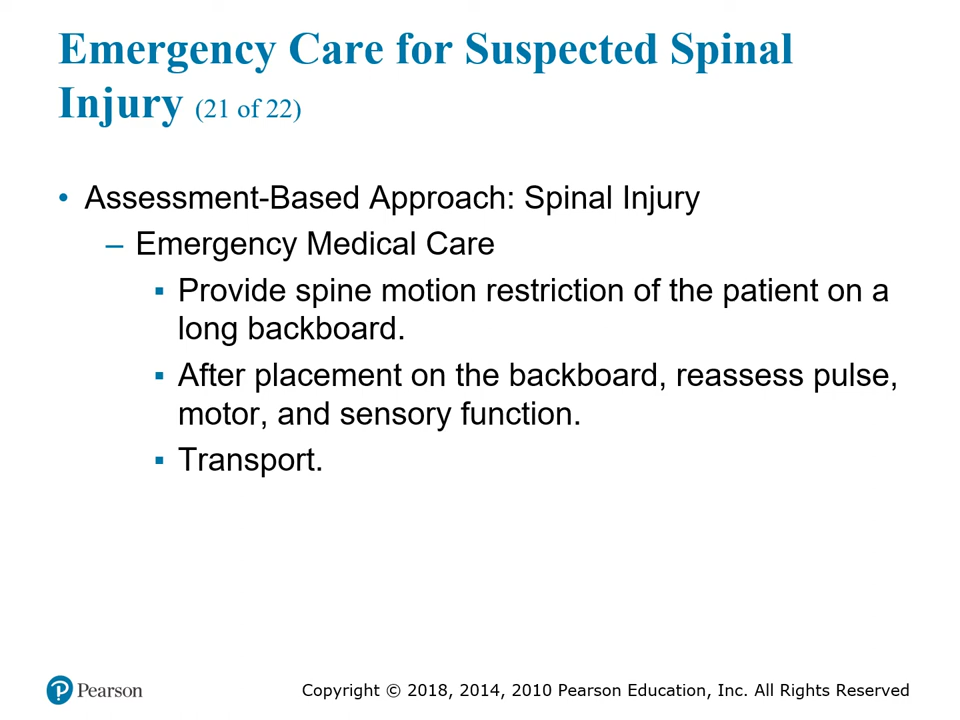 Emergency Care for Suspected Spinal
Injury (21 of 22)
• Assessment-Based Approach: Spinal Injury
– Emergency Medical Care
▪ Provide spine motion restriction of the patient on a
long backboard.
▪ After placement on the backboard, reassess pulse,
motor, and sensory function.
▪ Transport.
P Pearson
Copyright © 2018, 2014, 2010 Pearson Education, Inc. All Rights Reserved